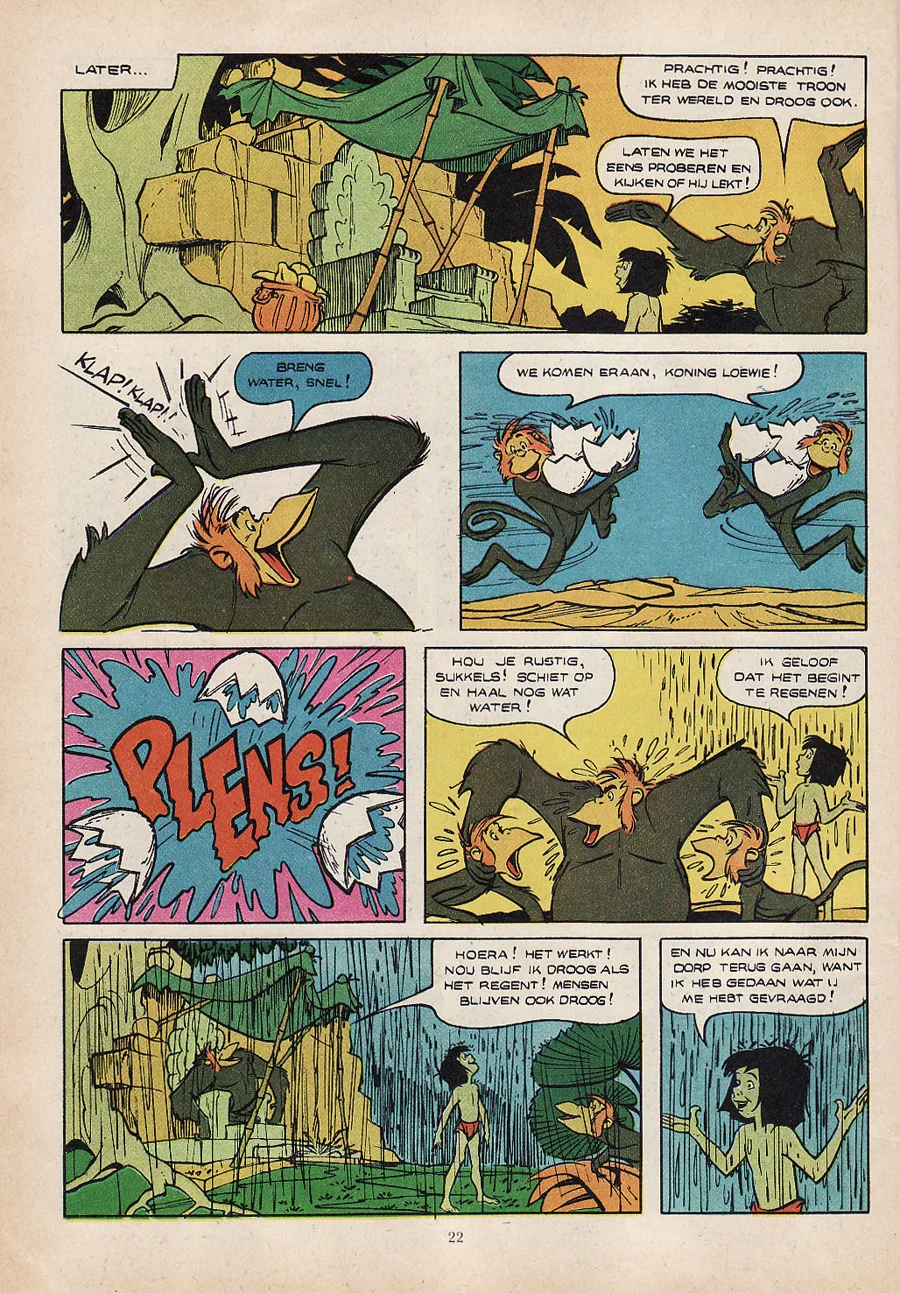 LATER...
PRACHTIG! PRACHTIG!
IK HEB DE MOOISTE TROON
TER WERELD EN DROOG OOK.
LATEN WE HET
EENS PROBEREN EN
KIJKEN OF HIJ LEKT!
KLAP! KLAP!!
BRENG
WATER, SNEL!
WE KOMEN ERAAN, KONING LOEWIE!
PLENS!
HOU JE RUSTIG,
SUKKELS! SCHIET OP
EN HAAL NOG WAT
WATER!
IK GELOOF
DAT HET BEGINT
TE REGENEN!
HOERA! HET WERKT!
NOU BLIJF IK DROOG ALS
HET REGENT! MENSEN
BLIJVEN OOK DROOG!
EN NU KAN IK NAAR MIJN
DORP TERUG GAAN, WANT
IK HEB GEDAAN WAT IJ
ME HEBT GEVRAAGD!
22